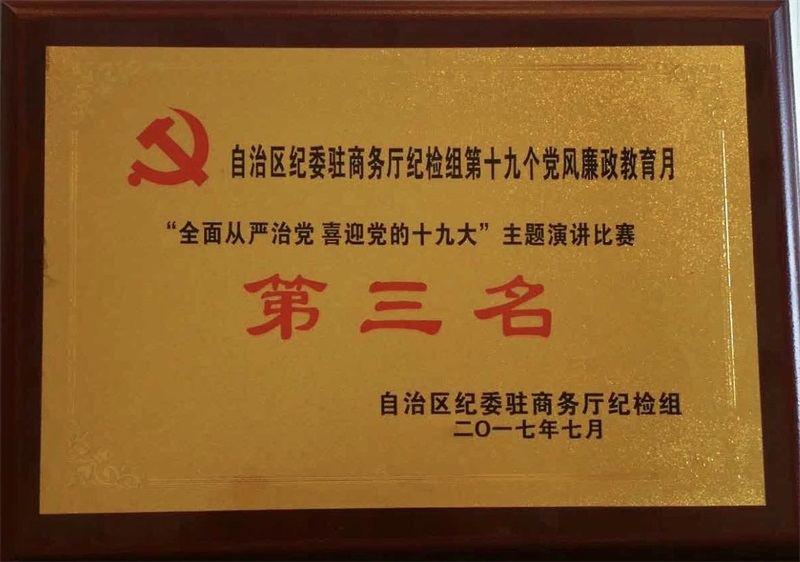 自治区纪委驻商务厅纪检组第十九个党风廉政教育月
“全面从严治党 喜迎党的十九大”主题演讲比赛
第三名
自治区纪委驻商务厅纪检组
二〇一七年七月